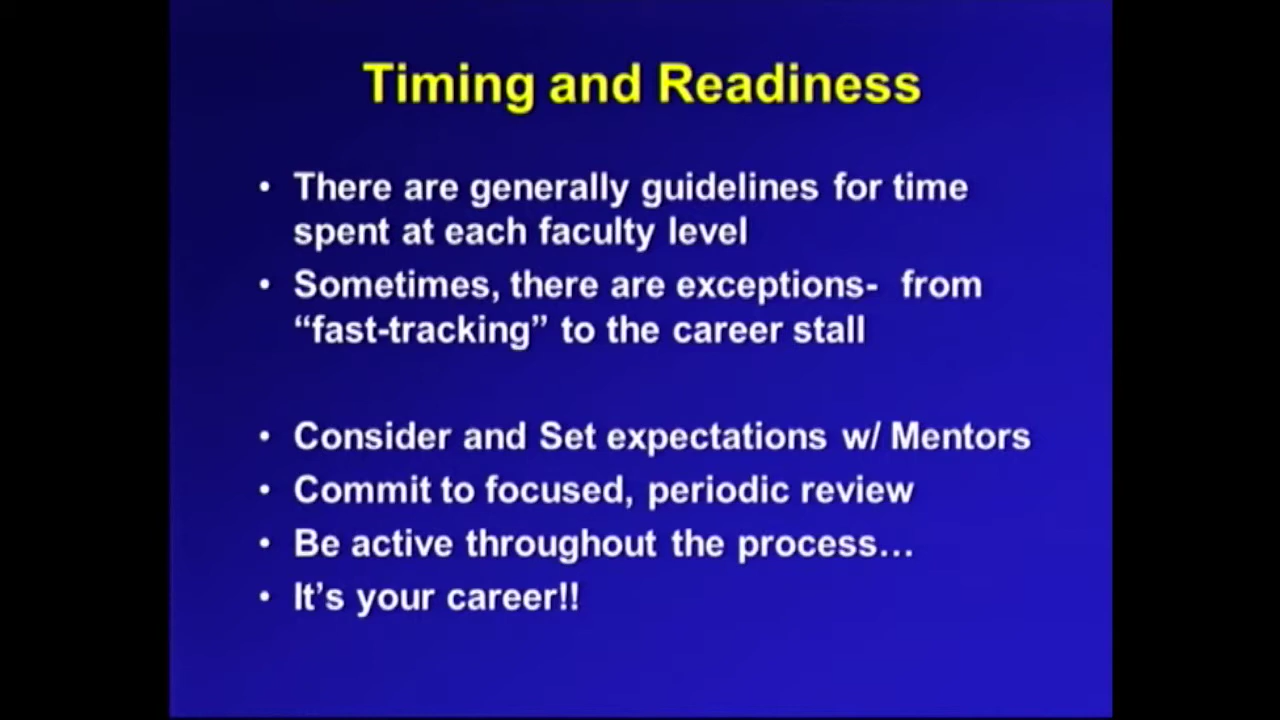 Timing and Readiness
• There are generally guidelines for time
spent at each faculty level
• Sometimes, there are exceptions- from
“fast-tracking” to the career stall
• Consider and Set expectations w/ Mentors
• Commit to focused, periodic review
• Be active throughout the process…
• It’s your career!!